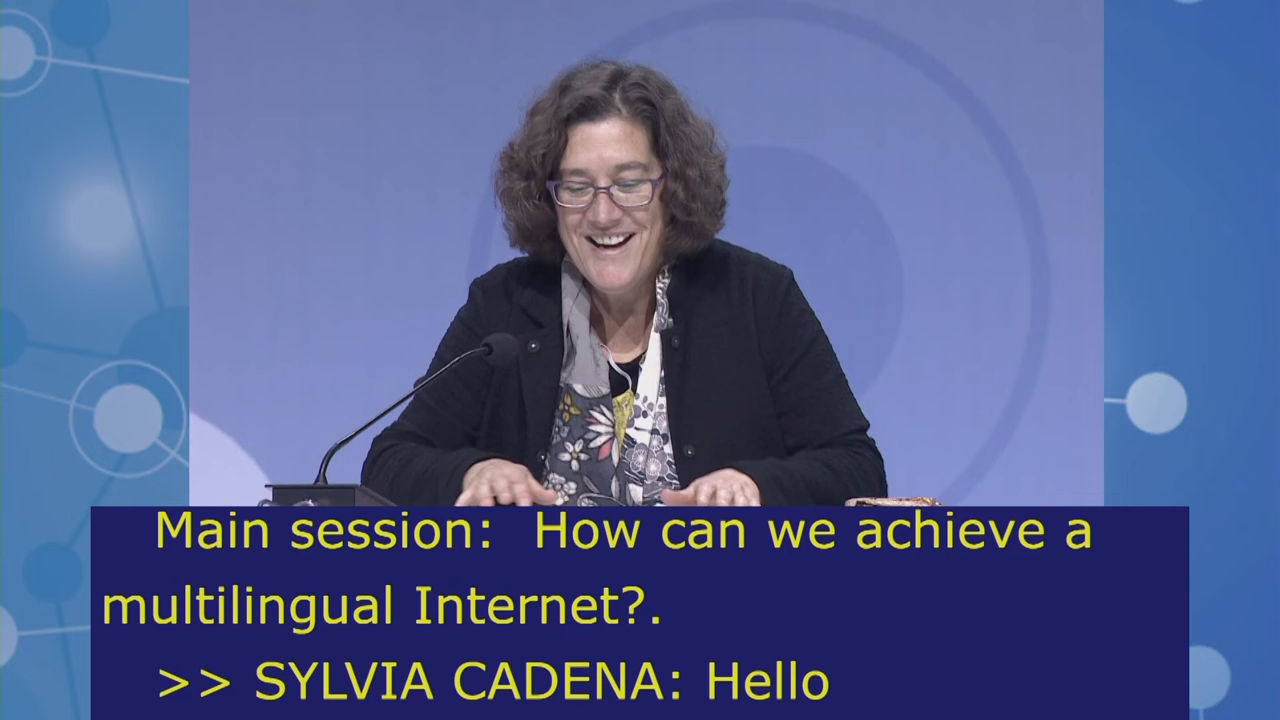 Main session: How can we achieve a
multilingual Internet?.
>> SYLVIA CADENA: Hello